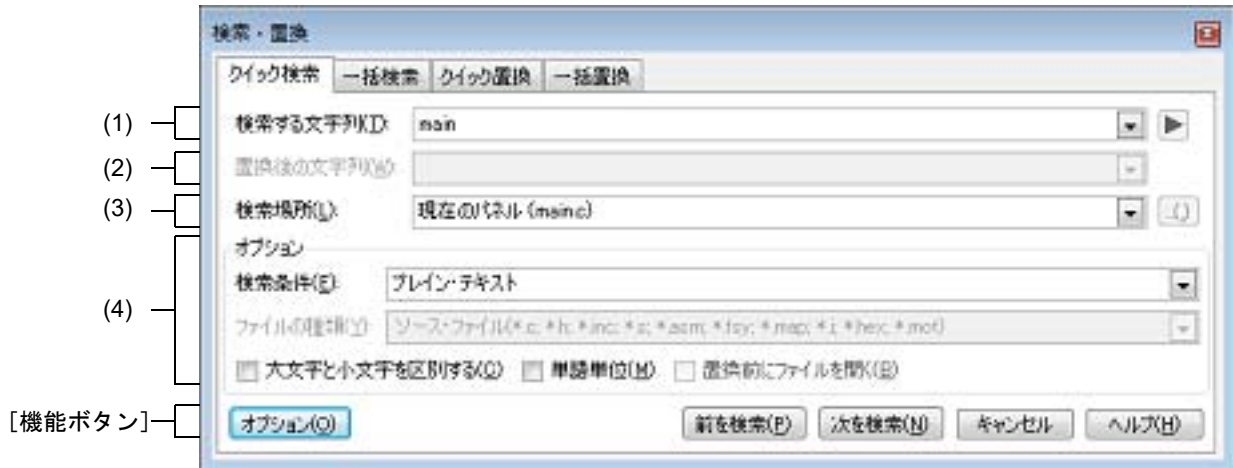 検索・置換
クイック検索 一括検索 クイック置換 一括置換
(1) 検索する文字列(T): main
(2) 置換後の文字列(W):
(3) 検索場所(L): 現在のパネル (main.c) ...()
オプション
(4) 検索条件(E): プレイン・テキスト
ファイルの種類(Y): ソース・ファイル(*.c; *.h; *.inc; *.s; *.asm; *.fsy; *.map; *.i; *.hex; *.mot)
大文字と小文字を区別する(C) 単語単位(M) 置換前にファイルを開く(B)
[機能ボタン] オプション(O) 前を検索(P) 次を検索(N) キャンセル ヘルプ(H)